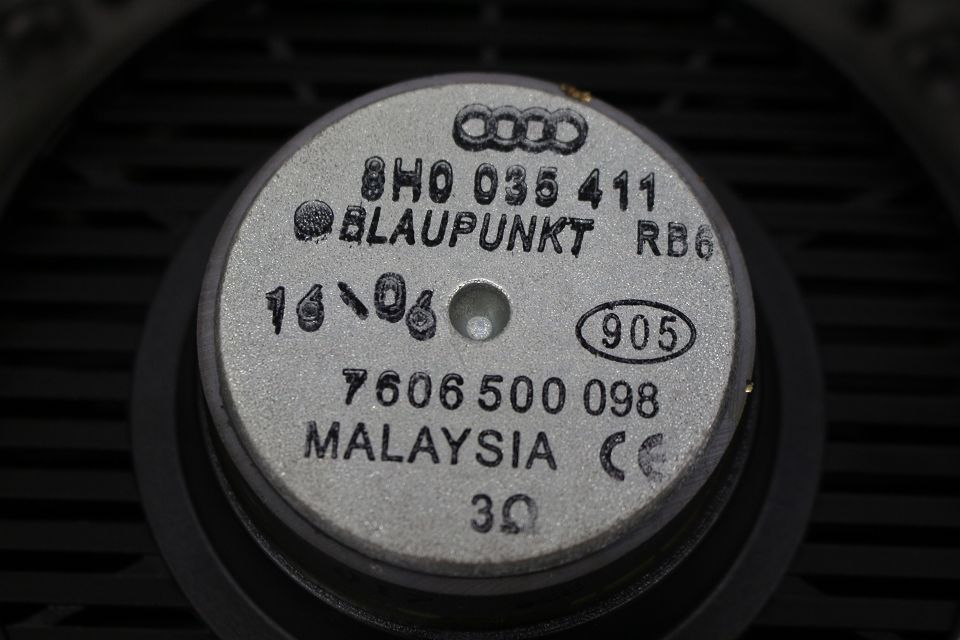 8H0 035 411
BLAUPUNKT RB6
16\06
905
7606 500 098
MALAYSIA CE
3Ω